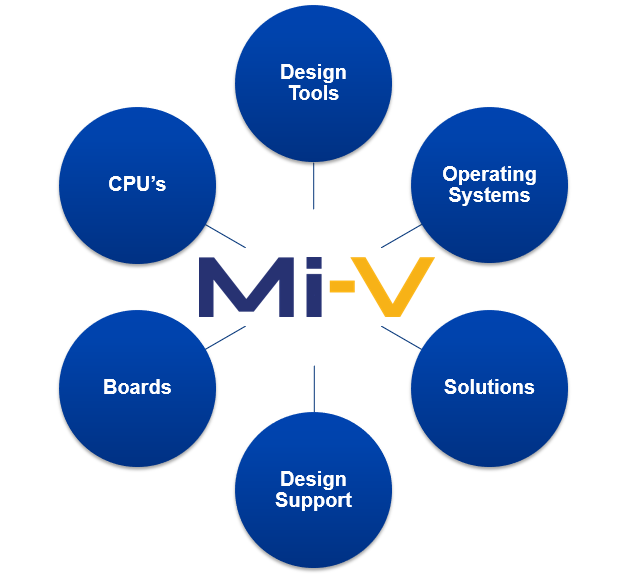 Design
Tools
CPU’s
Operating
Systems
Mi-V
Boards
Solutions
Design
Support